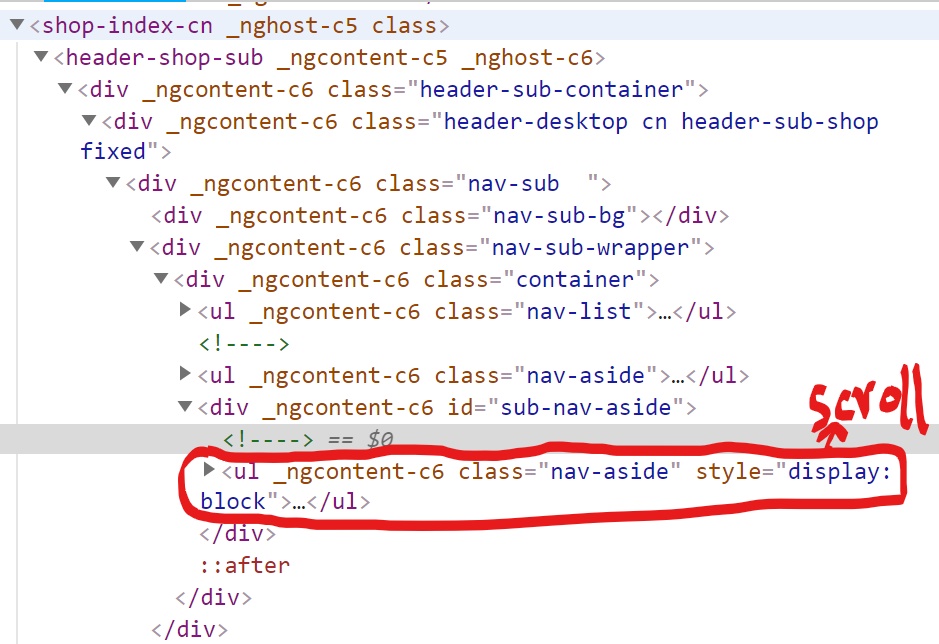 <shop-index-cn _nghost-c5 class>
<header-shop-sub _ngcontent-c5 _nghost-c6>
<div _ngcontent-c6 class="header-sub-container">
<div _ngcontent-c6 class="header-desktop cn header-sub-shop
fixed">
<div _ngcontent-c6 class="nav-sub  ">
<div _ngcontent-c6 class="nav-sub-bg"></div>
<div _ngcontent-c6 class="nav-sub-wrapper">
<div _ngcontent-c6 class="container">
<ul _ngcontent-c6 class="nav-list">…</ul>
<!---->
<ul _ngcontent-c6 class="nav-aside">…</ul>
<div _ngcontent-c6 id="sub-nav-aside">
scroll
<!----> == $0
<ul _ngcontent-c6 class="nav-aside" style="display:
block">…</ul>
</div>
::after
</div>
</div>